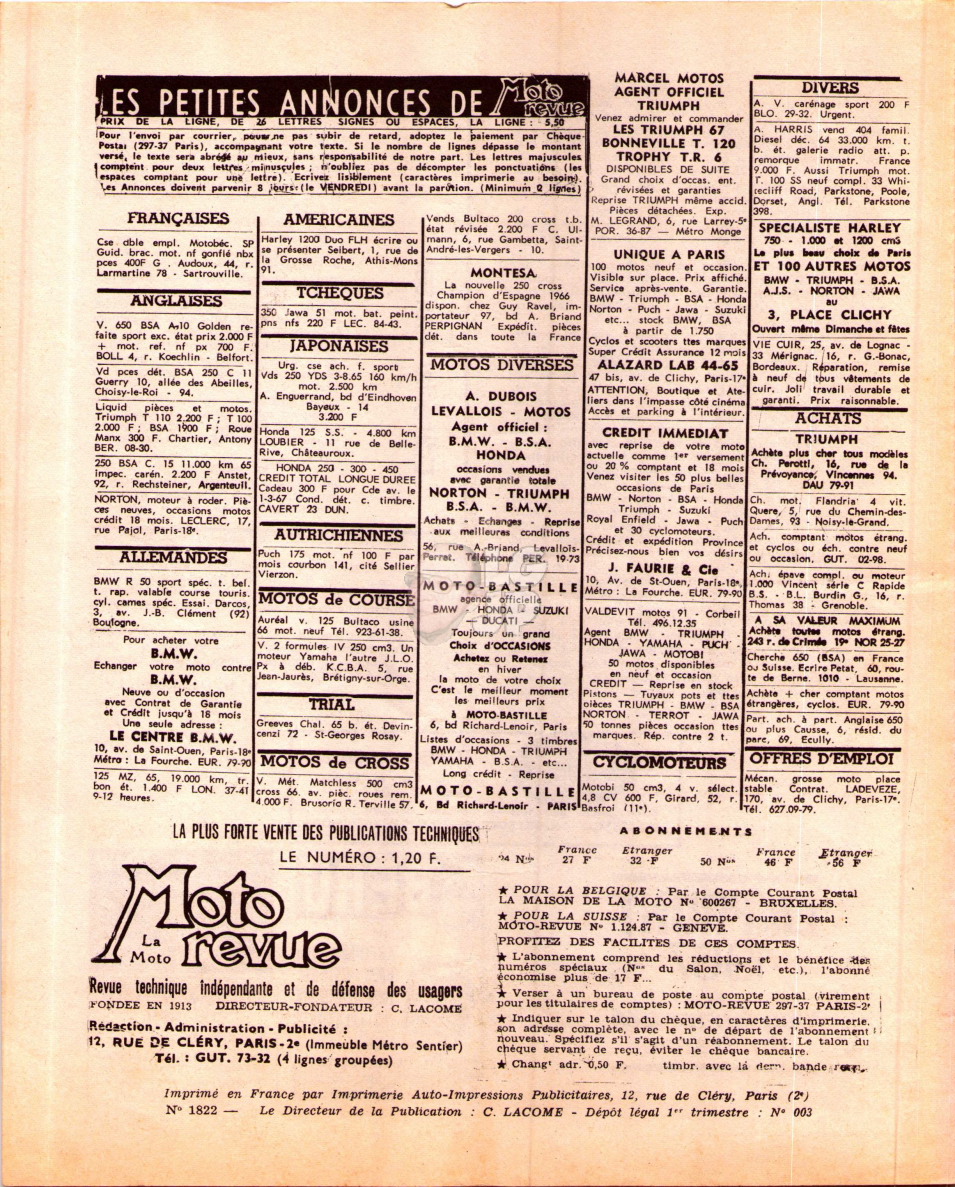 LES PETITES ANNONCES DE Moto revue
PRIX DE LA LIGNE, DE 26 LETTRES SIGNES OU ESPACES, LA LIGNE : 5,50
Pour l'envoi par courrier, pour ne pas subir de retard, adoptez le paiement par Chèque
Postal (297-37 Paris), accompagnant votre texte. Si le nombre de lignes dépasse le montant
versé, le texte sera abrégé au mieux, sans responsabilité de notre part. Les lettres majuscules
comptent pour deux lettres minuscules ; n'oubliez pas de décompter les ponctuations (les
espaces comptant pour une lettre). Ecrivez lisiblement (caractères imprimerie au besoin).
Les Annonces doivent parvenir 8 jours (le VENDREDI) avant la parution. (Minimum 2 lignes)
FRANÇAISES
Cse dble empl. Motobéc. SP
Guid. brac. mot. nf gonflé nbx
pces 400F G . Audoux, 44, r.
Larmartine 78 - Sartrouville.
ANGLAISES
V. 650 BSA A-10 Golden re-
faite sport exc. état prix 2.000 F
+ mot. ref. nf px 700 F.
BOLL 4, r. Koechlin - Belfort.
Vd pces dét. BSA 250 C 11
Guerry 10, allée des Abeilles,
Choisy-le-Roi - 94.
Liquid pièces et motos.
Triumph T 110 2.200 F ; T 100
2.000 F ; BSA 1900 F ; Roue
Manx 300 F. Chartier, Antony
BER. 08-30.
250 BSA C. 15 11.000 km 65
impec. carén. 2.200 F Anstet,
92, r. Rechsteiner, Argenteuil.
NORTON, moteur à roder. Piè-
ces neuves, occasions motos
crédit 18 mois. LECLERC, 17,
rue Pajol, Paris-18e
ALLEMANDES
BMW R 50 sport spéc. t. bel.
t. rap. valable course touris.
cyl. cames spéc. Essai. Darcos,
3, av. J.-B. Clément (92)
Boulogne.
Pour acheter votre
B.M.W.
Echanger votre moto contre
B.M.W.
Neuve ou d'occasion
avec Contrat de Garantie
et Crédit jusqu'à 18 mois
Une seule adresse :
LE CENTRE B.M.W.
10, av. de Saint-Ouen, Paris-18e
Métro : La Fourche. EUR. 79-90
125 MZ, 65, 19.000 km, tr.
bon ét. 1.400 F LON. 37-41
9-12 heures.
AMERICAINES
Harley 1200 Duo FLH écrire ou
se présenter Seibert, 1, rue de
la Grosse Roche, Athis-Mons
91.
TCHEQUES
350 Jawa 51 mot. bat. peint.
pns nfs 220 F LEC. 84-43.
JAPONAISES
Urg. cse ach. f. sport
Vds 250 YDS 3-8.65 160 km/h
mot. 2.500 km
A. Enguerrand, bd d'Eindhoven
Bayeux - 14
3.200 F
Honda 125 S.S. - 4.800 km
LOUBIER - 11 rue de Belle-
Rive, Châteauroux.
HONDA 250 - 300 - 450
CREDIT TOTAL LONGUE DUREE
Cadeau 300 F pour Cde av. le
1-3-67 Cond. dét. c. timbre.
CAVERT 23 DUN.
AUTRICHIENNES
Puch 175 mot. nf 100 F par
mois courbon 141, cité Sellier
Vierzon.
MOTOS de COURSE
Auréal v. 125 Bultaco usine
66 mot. neuf Tél. 923-61-38.
V. 2 formules IV 250 cm3. Un
moteur Yamaha l'autre J.L.O.
Px à déb. K.C.B.A. 5, rue
Jean-Jaurès, Brétigny-sur-Orge.
TRIAL
Greeves Chal. 65 b. ét. Devin-
cenzi 72 - St-Georges Rosay.
MOTOS de CROSS
V. Mét. Matchless 500 cm3
cross 66. av. pièc. roues rem.
4.000 F. Brusorio R. Terville 57.
Vends Bultaco 200 cross t.b.
état révisée 2.200 F C. Ul-
mann, 6, rue Gambetta, Saint-
André-les-Vergers - 10.
MONTESA
La nouvelle 250 cross
Champion d'Espagne 1966
dispon. chez Guy Ravel, im-
portateur 97, bd A. Briand
PERPIGNAN Expédit. pièces
dét. dans toute la France
MOTOS DIVERSES
A. DUBOIS
LEVALLOIS - MOTOS
Agent officiel :
B.M.W. - B.S.A.
HONDA
occasions vendues
avec garantie totale
NORTON - TRIUMPH
B.S.A. - B.M.W.
Achats - Echanges - Reprise
aux meilleures conditions
56, rue A.-Briand, Levallois-
Perret. Téléphone PER. 19-73
MOTO-BASTILLE
agence officielle
BMW - HONDA - SUZUKI
— DUCATI —
Toujours un grand
Choix d'OCCASIONS
Achetez ou Retenez
en hiver
la moto de votre choix
C'est le meilleur moment
les meilleurs prix
à MOTO-BASTILLE
6, bd Richard-Lenoir, Paris
Listes d'occasions - 3 timbres
BMW - HONDA - TRIUMPH
YAMAHA - B.S.A. - etc...
Long crédit - Reprise
MOTO-BASTILLE
6, Bd Richard-Lenoir - PARIS
MARCEL MOTOS
AGENT OFFICIEL
TRIUMPH
Venez admirer et commander
LES TRIUMPH 67
BONNEVILLE T. 120
TROPHY T.R. 6
DISPONIBLES DE SUITE
Grand choix d'occas. ent.
révisées et garanties
Reprise TRIUMPH même accid.
Pièces détachées. Exp.
M. LEGRAND, 6, rue Larrey-5e
POR. 36-87 — Métro Monge
UNIQUE A PARIS
100 motos neuf et occasion.
Visible sur place. Prix affiché.
Service après-vente. Garantie.
BMW - Triumph - BSA - Honda
Norton - Puch - Jawa - Suzuki
etc... stock BMW, BSA
à partir de 1.750
Cyclos et scooters ttes marques
Super Crédit Assurance 12 mois
ALAZARD LAB 44-65
47 bis, av. de Clichy, Paris-17e
ATTENTION, Boutique et Ate-
liers dans l'impasse côté cinéma
Accès et parking à l'intérieur.
CREDIT IMMEDIAT
avec reprise de votre moto
actuelle comme 1er versement
ou 20 % comptant et 18 mois
Venez visiter les 50 plus belles
occasions de Paris
BMW - Norton - BS - Honda
Triumph - Suzuki
Royal Enfield - Jawa - Puch
et 30 cyclomoteurs.
Crédit et expédition Province
Précisez-nous bien vos désirs
J. FAURIE & Cie
10, Av. de St-Ouen, Paris-18e.
Métro : La Fourche. EUR. 79-90
VALDEVIT motos 91 - Corbeil
Tél. 496.12.35
Agent BMW - TRIUMPH -
HONDA - YAMAHA - PUCH -
JAWA - MOTOBI
50 motos disponibles
en neuf et occasion
CREDIT — Reprise en stock
Pistons — Tuyaux pots et ttes
pièces TRIUMPH - BMW - BSA
NORTON - TERROT - JAWA
50 tonnes pièces occasion ttes
marques. Rép. contre 2 t.
CYCLOMOTEURS
Motobi 50 cm3, 4 v. sélect.
4,8 CV 600 F, Girard, 52, r.
Basfroi (11e).
DIVERS
A. V. carénage sport 200 F
BLO. 29-32. Urgent.
A. HARRIS vend 404 famil.
Diesel déc. 64 33.000 km. t.
b. ét. galerie radio att. p.
remorque immatr. France
9.000 F. Aussi Triumph mot.
T. 100 SS neuf compl. 33 Whi-
tecliff Road, Parkstone, Poole,
Dorset, Angl. Tél. Parkstone
398.
SPECIALISTE HARLEY
750 - 1.000 et 1200 cm3
Le plus beau choix de Paris
ET 100 AUTRES MOTOS
BMW - TRIUMPH - B.S.A.
A.J.S. - NORTON - JAWA
au
3, PLACE CLICHY
Ouvert même Dimanche et fêtes
VIE CUIR, 25, av. de Lognac -
33 Mérignac. 16, r. G.-Bonac,
Bordeaux. Réparation, remise
à neuf de tous vêtements de
cuir. Joli travail durable et
garanti. Prix raisonnable.
ACHATS
TRIUMPH
Achète plus cher tous modèles
Ch. Perotti, 16, rue de la
Prévoyance, Vincennes 94.
DAU 79-91
Ch. mot. Flandria 4 vit.
Quere, 5, rue du Chemin-des-
Dames, 93 - Noisy-le-Grand.
Ach. comptant motos étrang.
et cyclos ou éch. contre neuf
ou occasion. GUT. 02-98.
Ach. épave compl. ou moteur
1.000 Vincent série C Rapide
B.S. - B.L. Burdin G., 16, r.
Thomas 38 - Grenoble.
A SA VALEUR MAXIMUM
Achète toutes motos étrang.
243 r. de Crimée 19e NOR 25-27
Cherche 650 (BSA) en France
ou Suisse. Ecrire Petat, 60, rou-
te de Berne. 1010 - Lausanne.
Achète + cher comptant motos
étrangères, cyclos. EUR. 79-90
Part. ach. à part. Anglaise 650
ou plus Causse, 6, résid. du
parc, 69, Ecully.
OFFRES D'EMPLOI
Mécan. grosse moto place
stable Contrat. LADEVEZE,
170, av. de Clichy, Paris-17e.
Tél. 627.09-79.
LA PLUS FORTE VENTE DES PUBLICATIONS TECHNIQUES
LE NUMÉRO : 1,20 F.
Moto revue
La Moto
Revue technique indépendante et de défense des usagers
FONDEE EN 1913 DIRECTEUR-FONDATEUR : C. LACOME
Rédaction - Administration - Publicité :
12, RUE DE CLÉRY, PARIS-2e (Immeuble Métro Sentier)
Tél. : GUT. 73-32 (4 lignes groupées)
ABONNEMENTS
France Etranger France Etranger
24 Nos 27 F 32 F 50 Nos 46 F 56 F
★ POUR LA BELGIQUE : Par le Compte Courant Postal
LA MAISON DE LA MOTO No 600267 - BRUXELLES.
★ POUR LA SUISSE : Par le Compte Courant Postal :
MOTO-REVUE No 1.124.87 - GENEVE.
PROFITEZ DES FACILITES DE CES COMPTES.
★ L'abonnement comprend les réductions et le bénéfice des
numéros spéciaux (Nos du Salon, Noël, etc.), l'abonné
économise plus de 17 F...
★ Verser à un bureau de poste au compte postal (virement
pour les titulaires de comptes) : MOTO-REVUE 297-37 PARIS-2e
★ Indiquer sur le talon du chèque, en caractères d'imprimerie,
son adresse complète, avec le no de départ de l'abonnement
nouveau. Spécifiez s'il s'agit d'un réabonnement. Le talon du
chèque servant de reçu, éviter le chèque bancaire.
★ Changt adr. 0,50 F. timbr. avec la dern. bande
Imprimé en France par Imprimerie Auto-Impressions Publicitaires, 12, rue de Cléry, Paris (2e)
No 1822 — Le Directeur de la Publication : C. LACOME - Dépôt légal 1er trimestre : No 003